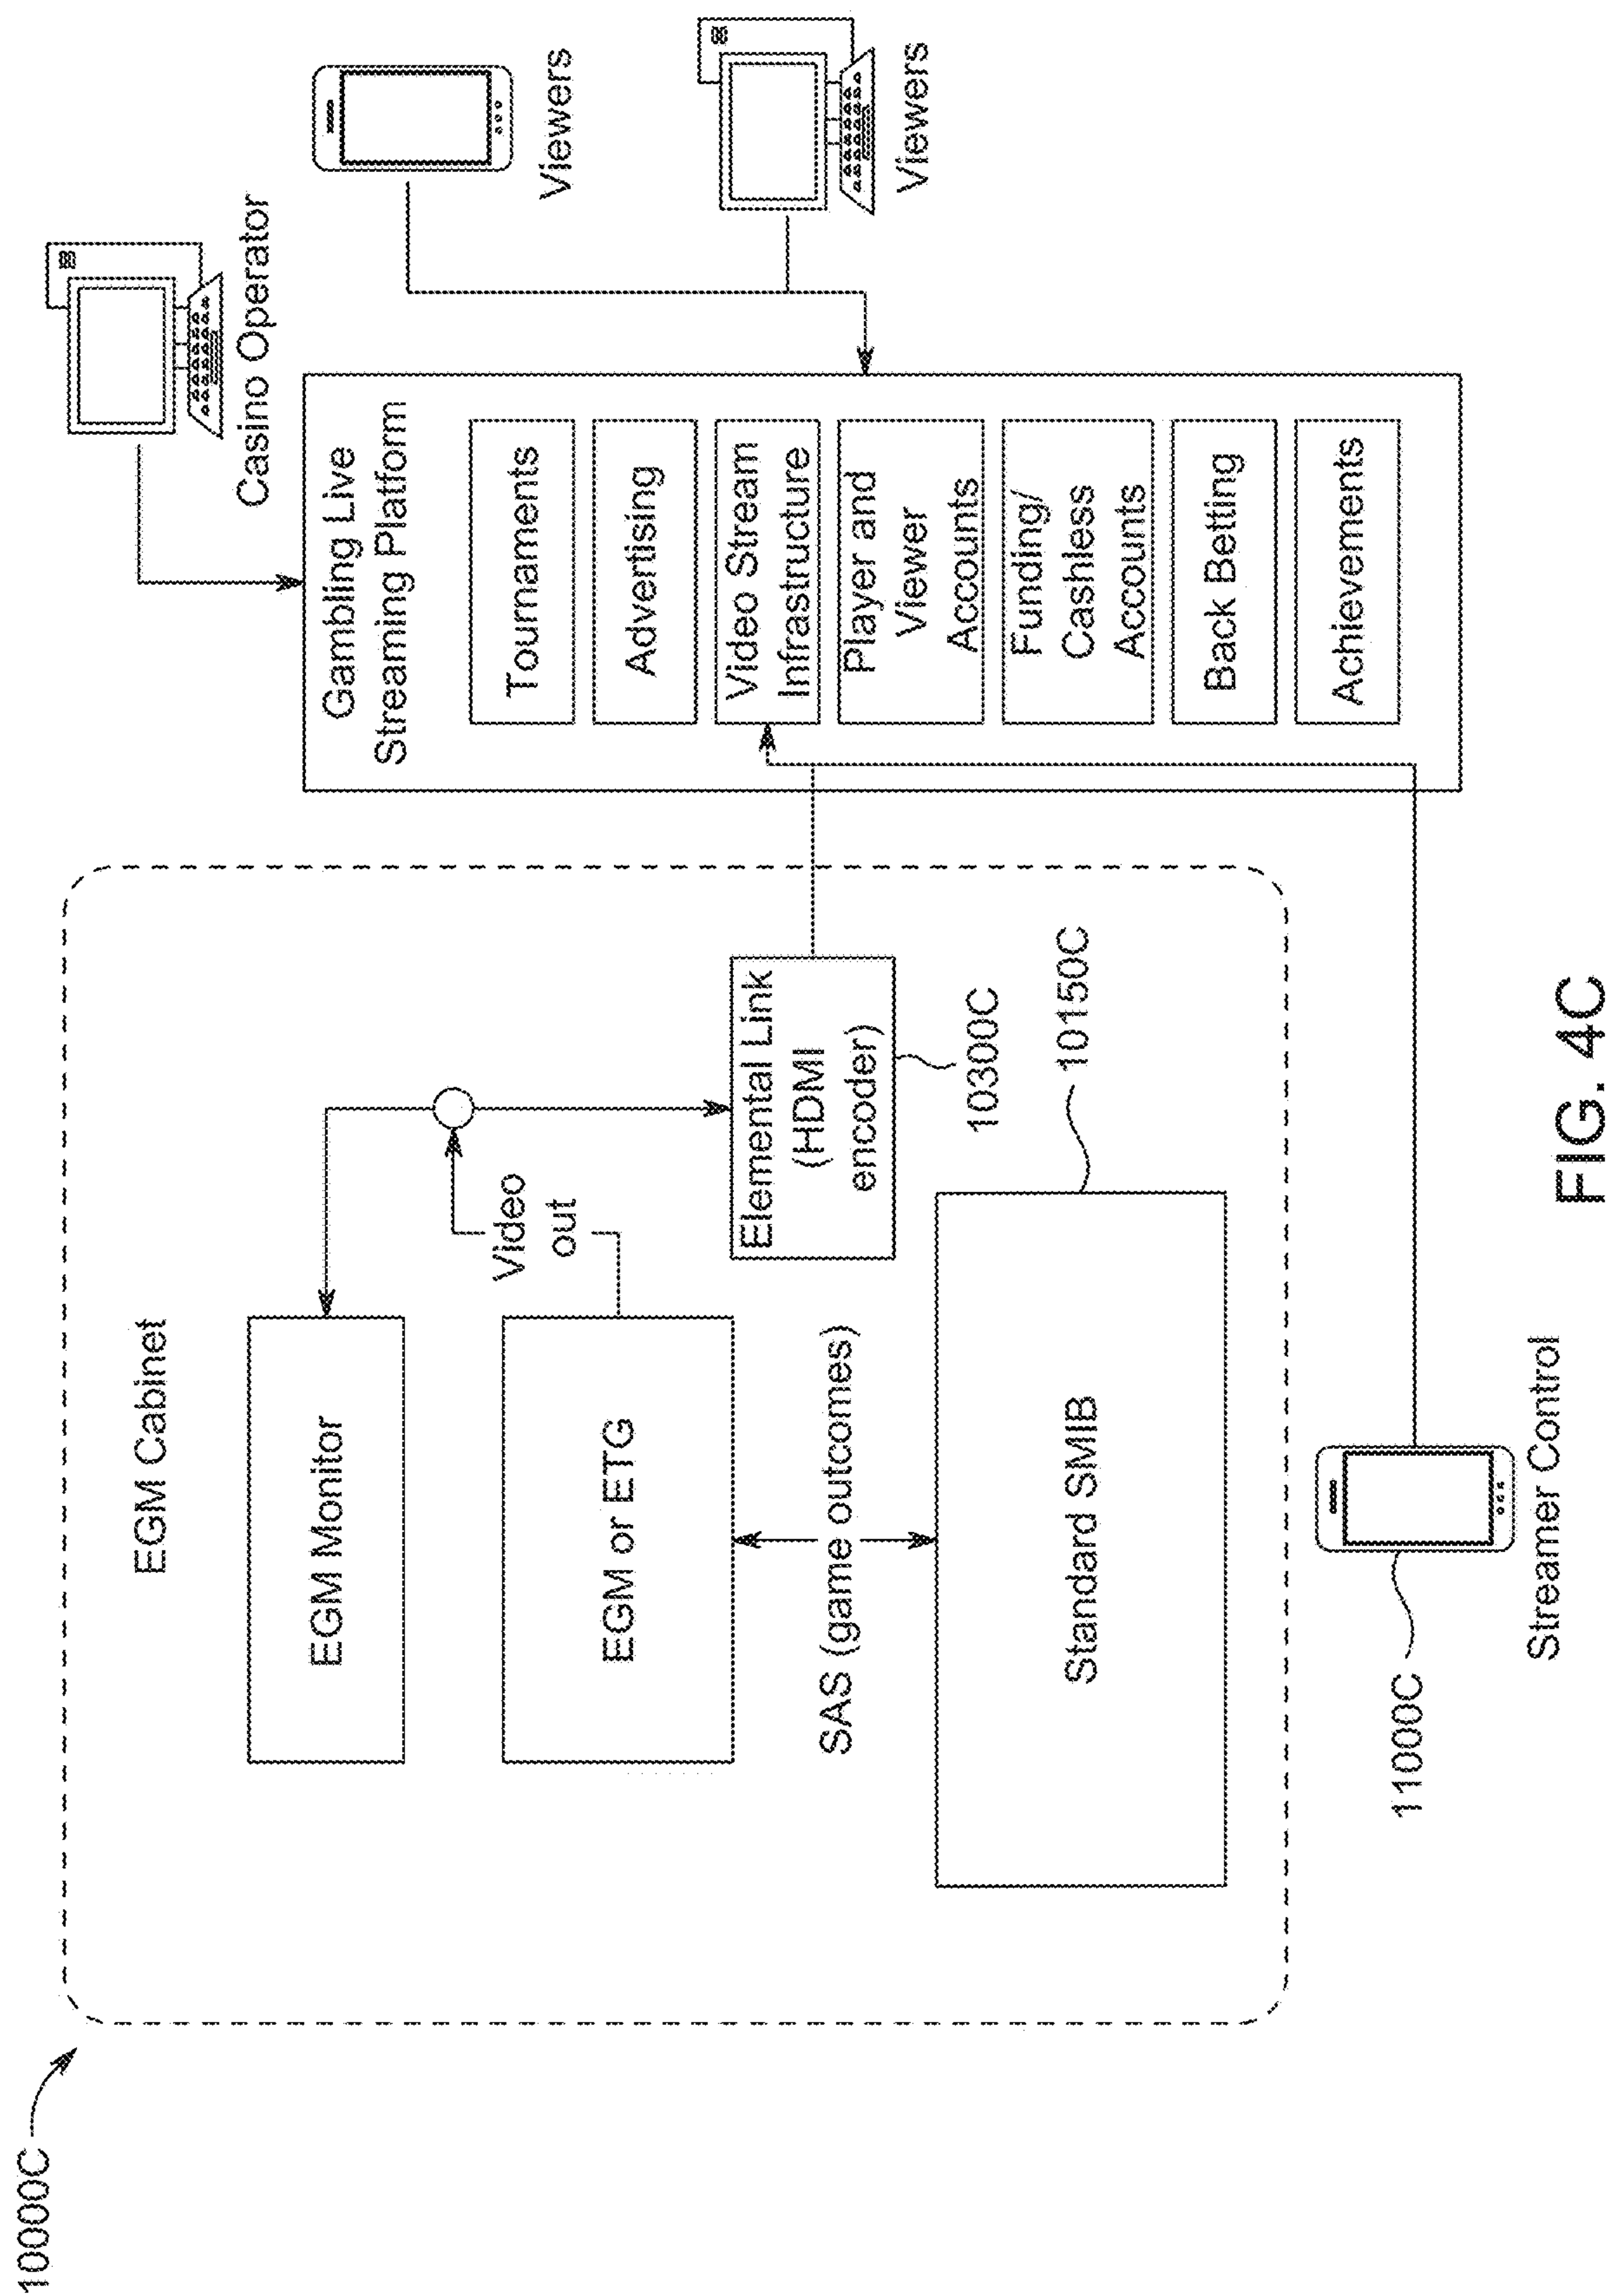 10000C
EGM Cabinet
EGM Monitor
EGM or ETG
Video
out
SAS (game outcomes)
Standard SMIB
Elemental Link
(HDMI
encoder)
10300C
10150C
11000C
Streamer Control
Casino Operator
Gambling Live
Streaming Platform
Tournaments
Advertising
Video Stream
Infrastructure
Player and
Viewer
Accounts
Funding/
Cashless
Accounts
Back Betting
Achievements
Viewers
Viewers
FIG. 4C